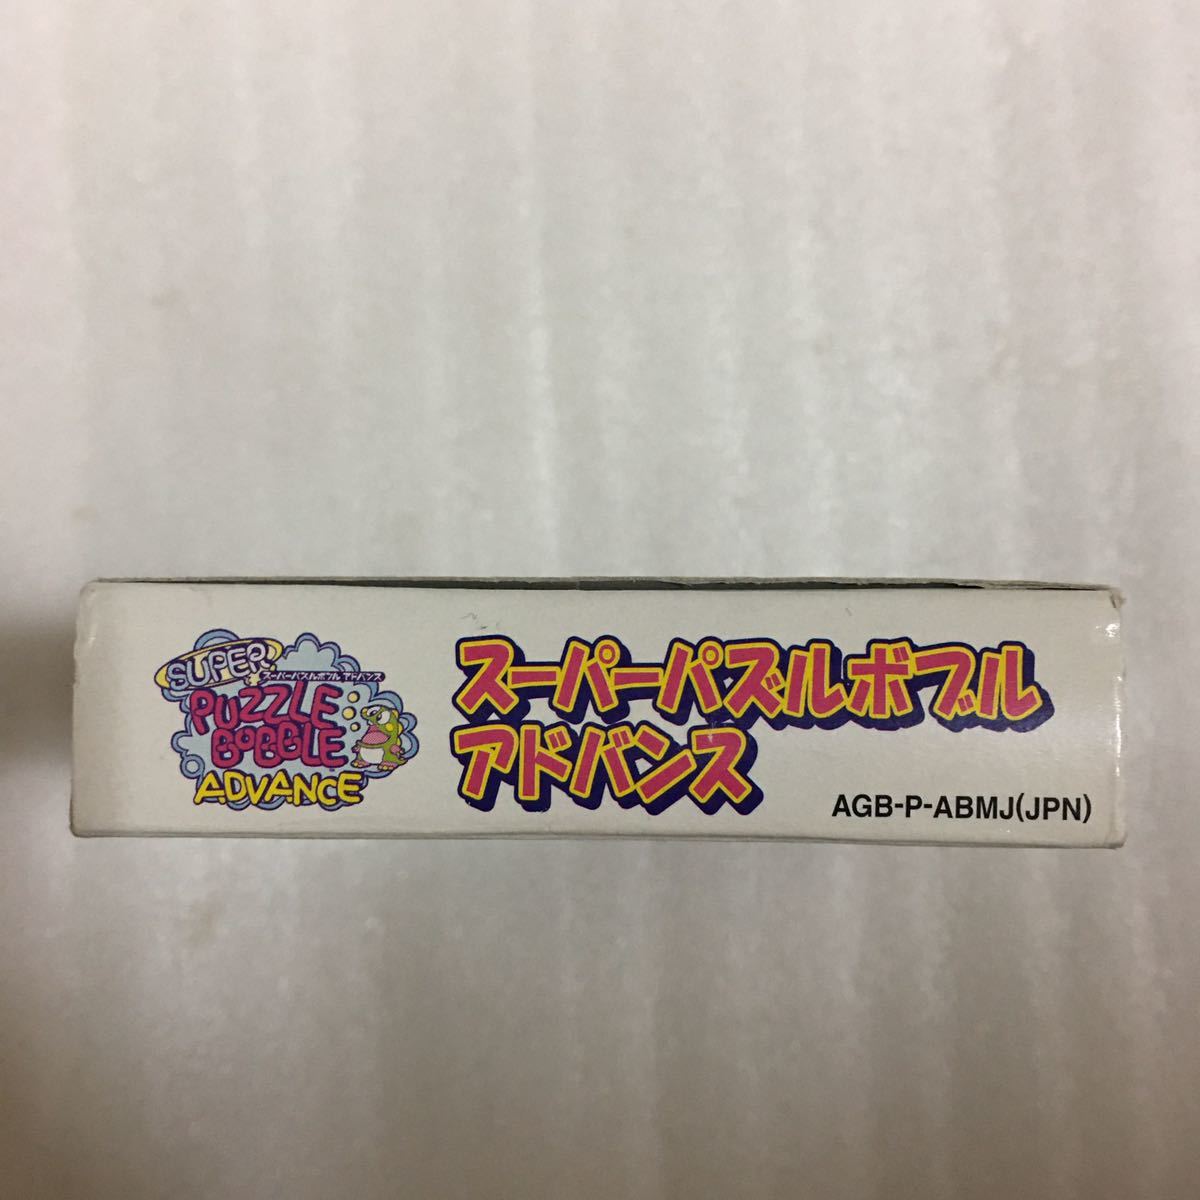 SUPER
スーパーパズルボブル アドバンス
PUZZLE
BOBBLE
ADVANCE
スーパーパズルボブル
アドバンス
AGB-P-ABMJ(JPN)